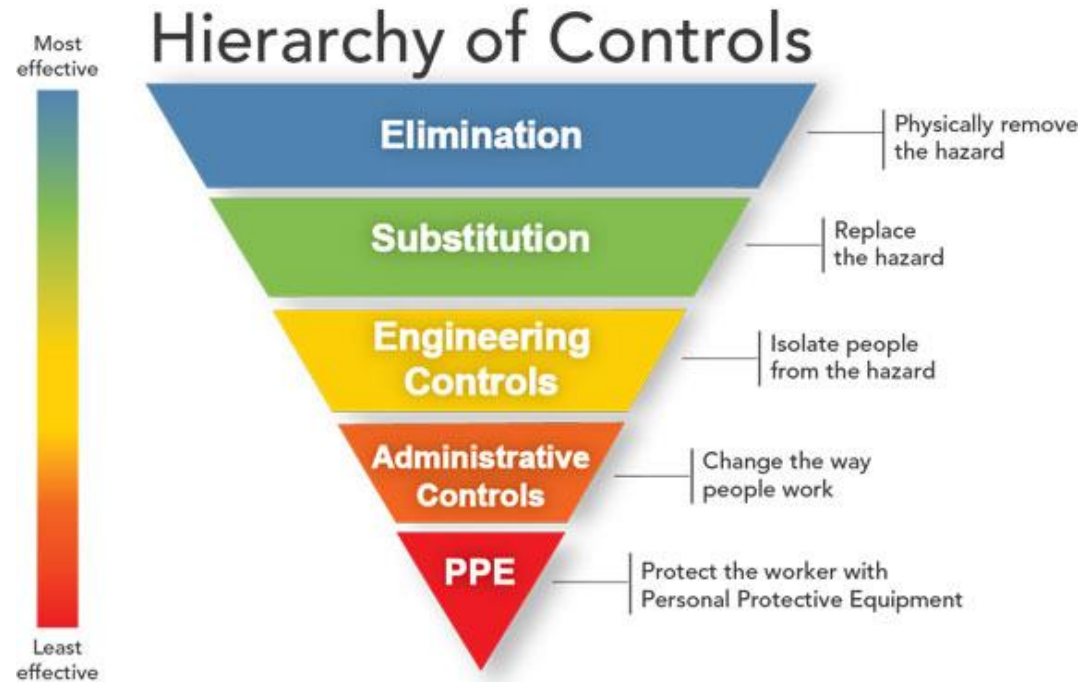 Hierarchy of Controls
Most
effective
Elimination
Physically remove
the hazard
Substitution
Replace
the hazard
Engineering
Controls
Isolate people
from the hazard
Administrative
Controls
Change the way
people work
PPE
Protect the worker with
Personal Protective Equipment
Least
effective